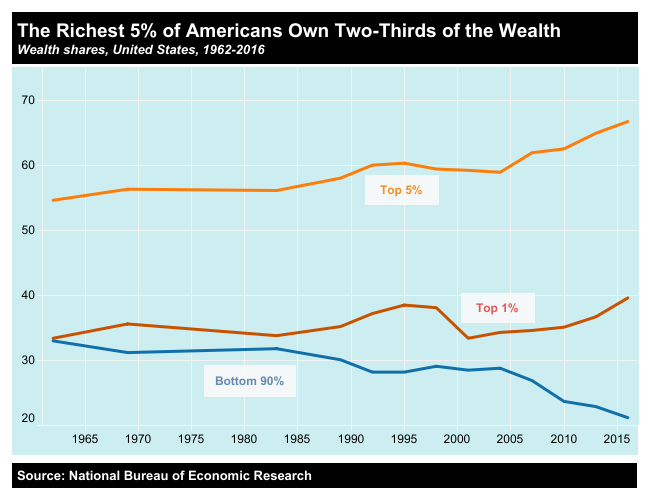 The Richest 5% of Americans Own Two-Thirds of the Wealth
Wealth shares, United States, 1962-2016
70
60
Top 5%
50
40
Top 1%
30
Bottom 90%
20
1965 1970 1975 1980 1985 1990 1995 2000 2005 2010 2015
Source: National Bureau of Economic Research